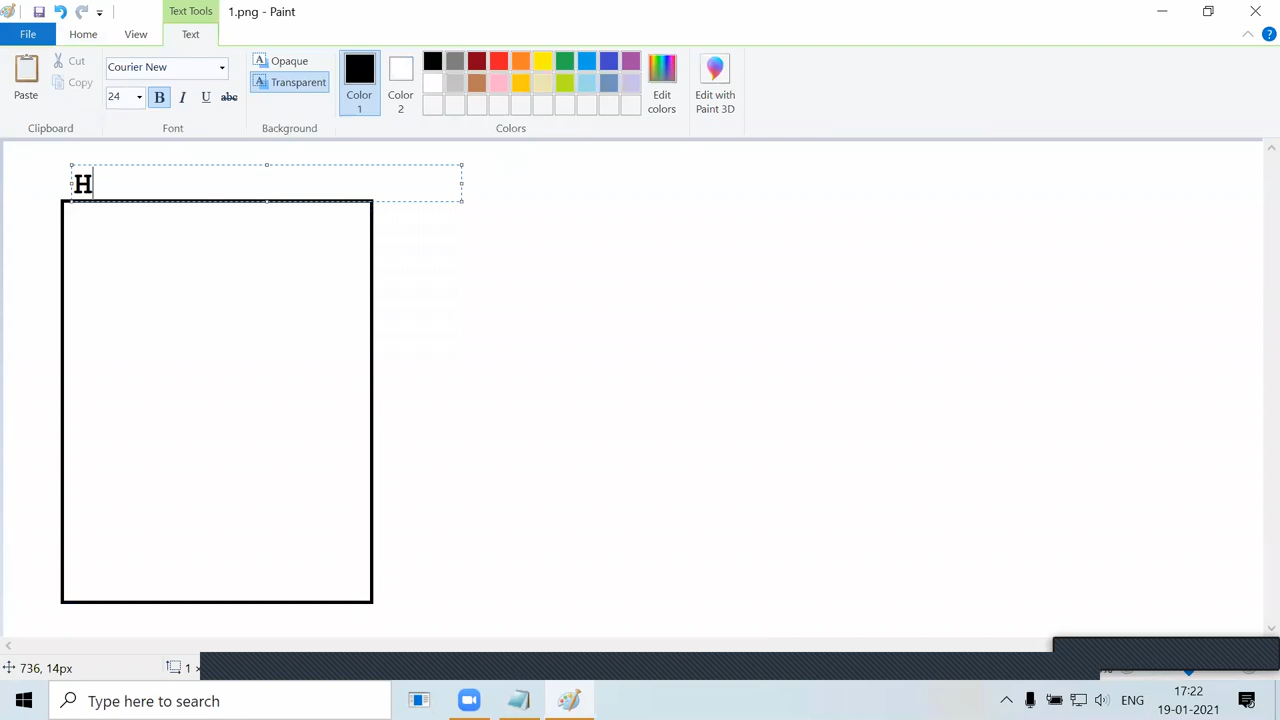 Text Tools 1.png - Paint
File Home View Text
Paste Cut Copy Clipboard
Courier New
24 B I U abc Font
Opaque
Transparent
Background
Color 1
Color 2
Edit colors
Colors
Edit with Paint 3D
H
736, 14px 1 ×
Type here to search
ENG
17:22
19-01-2021